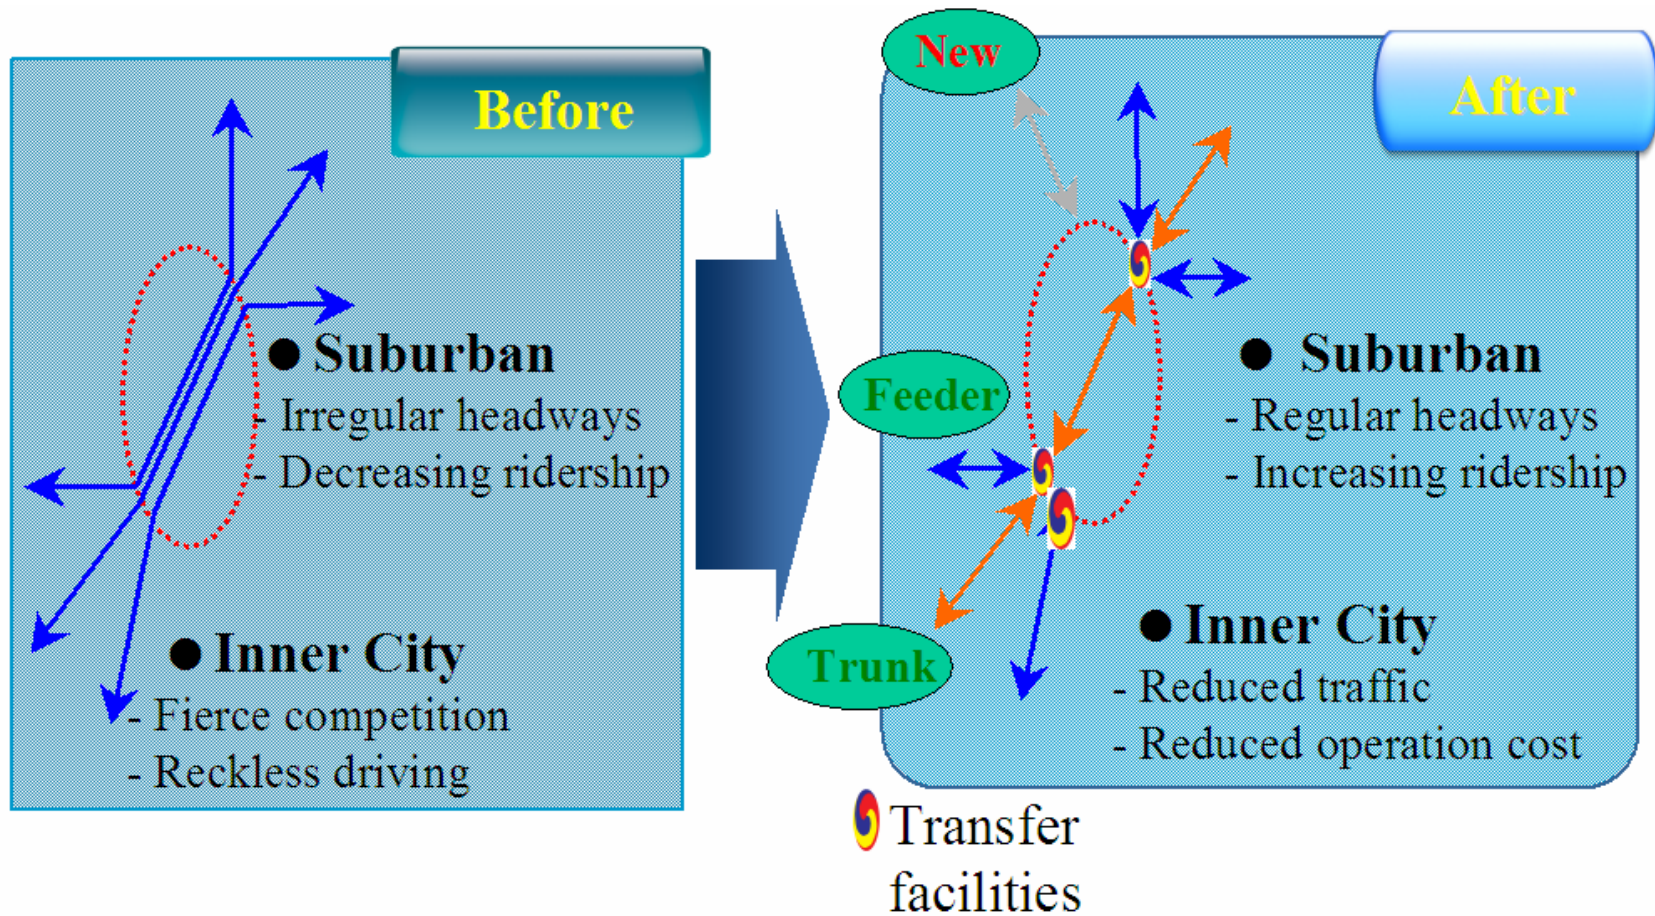 Before
● Suburban
- Irregular headways
- Decreasing ridership
● Inner City
- Fierce competition
- Reckless driving
New
After
Feeder
● Suburban
- Regular headways
- Increasing ridership
Trunk
● Inner City
- Reduced traffic
- Reduced operation cost
Transfer
facilities